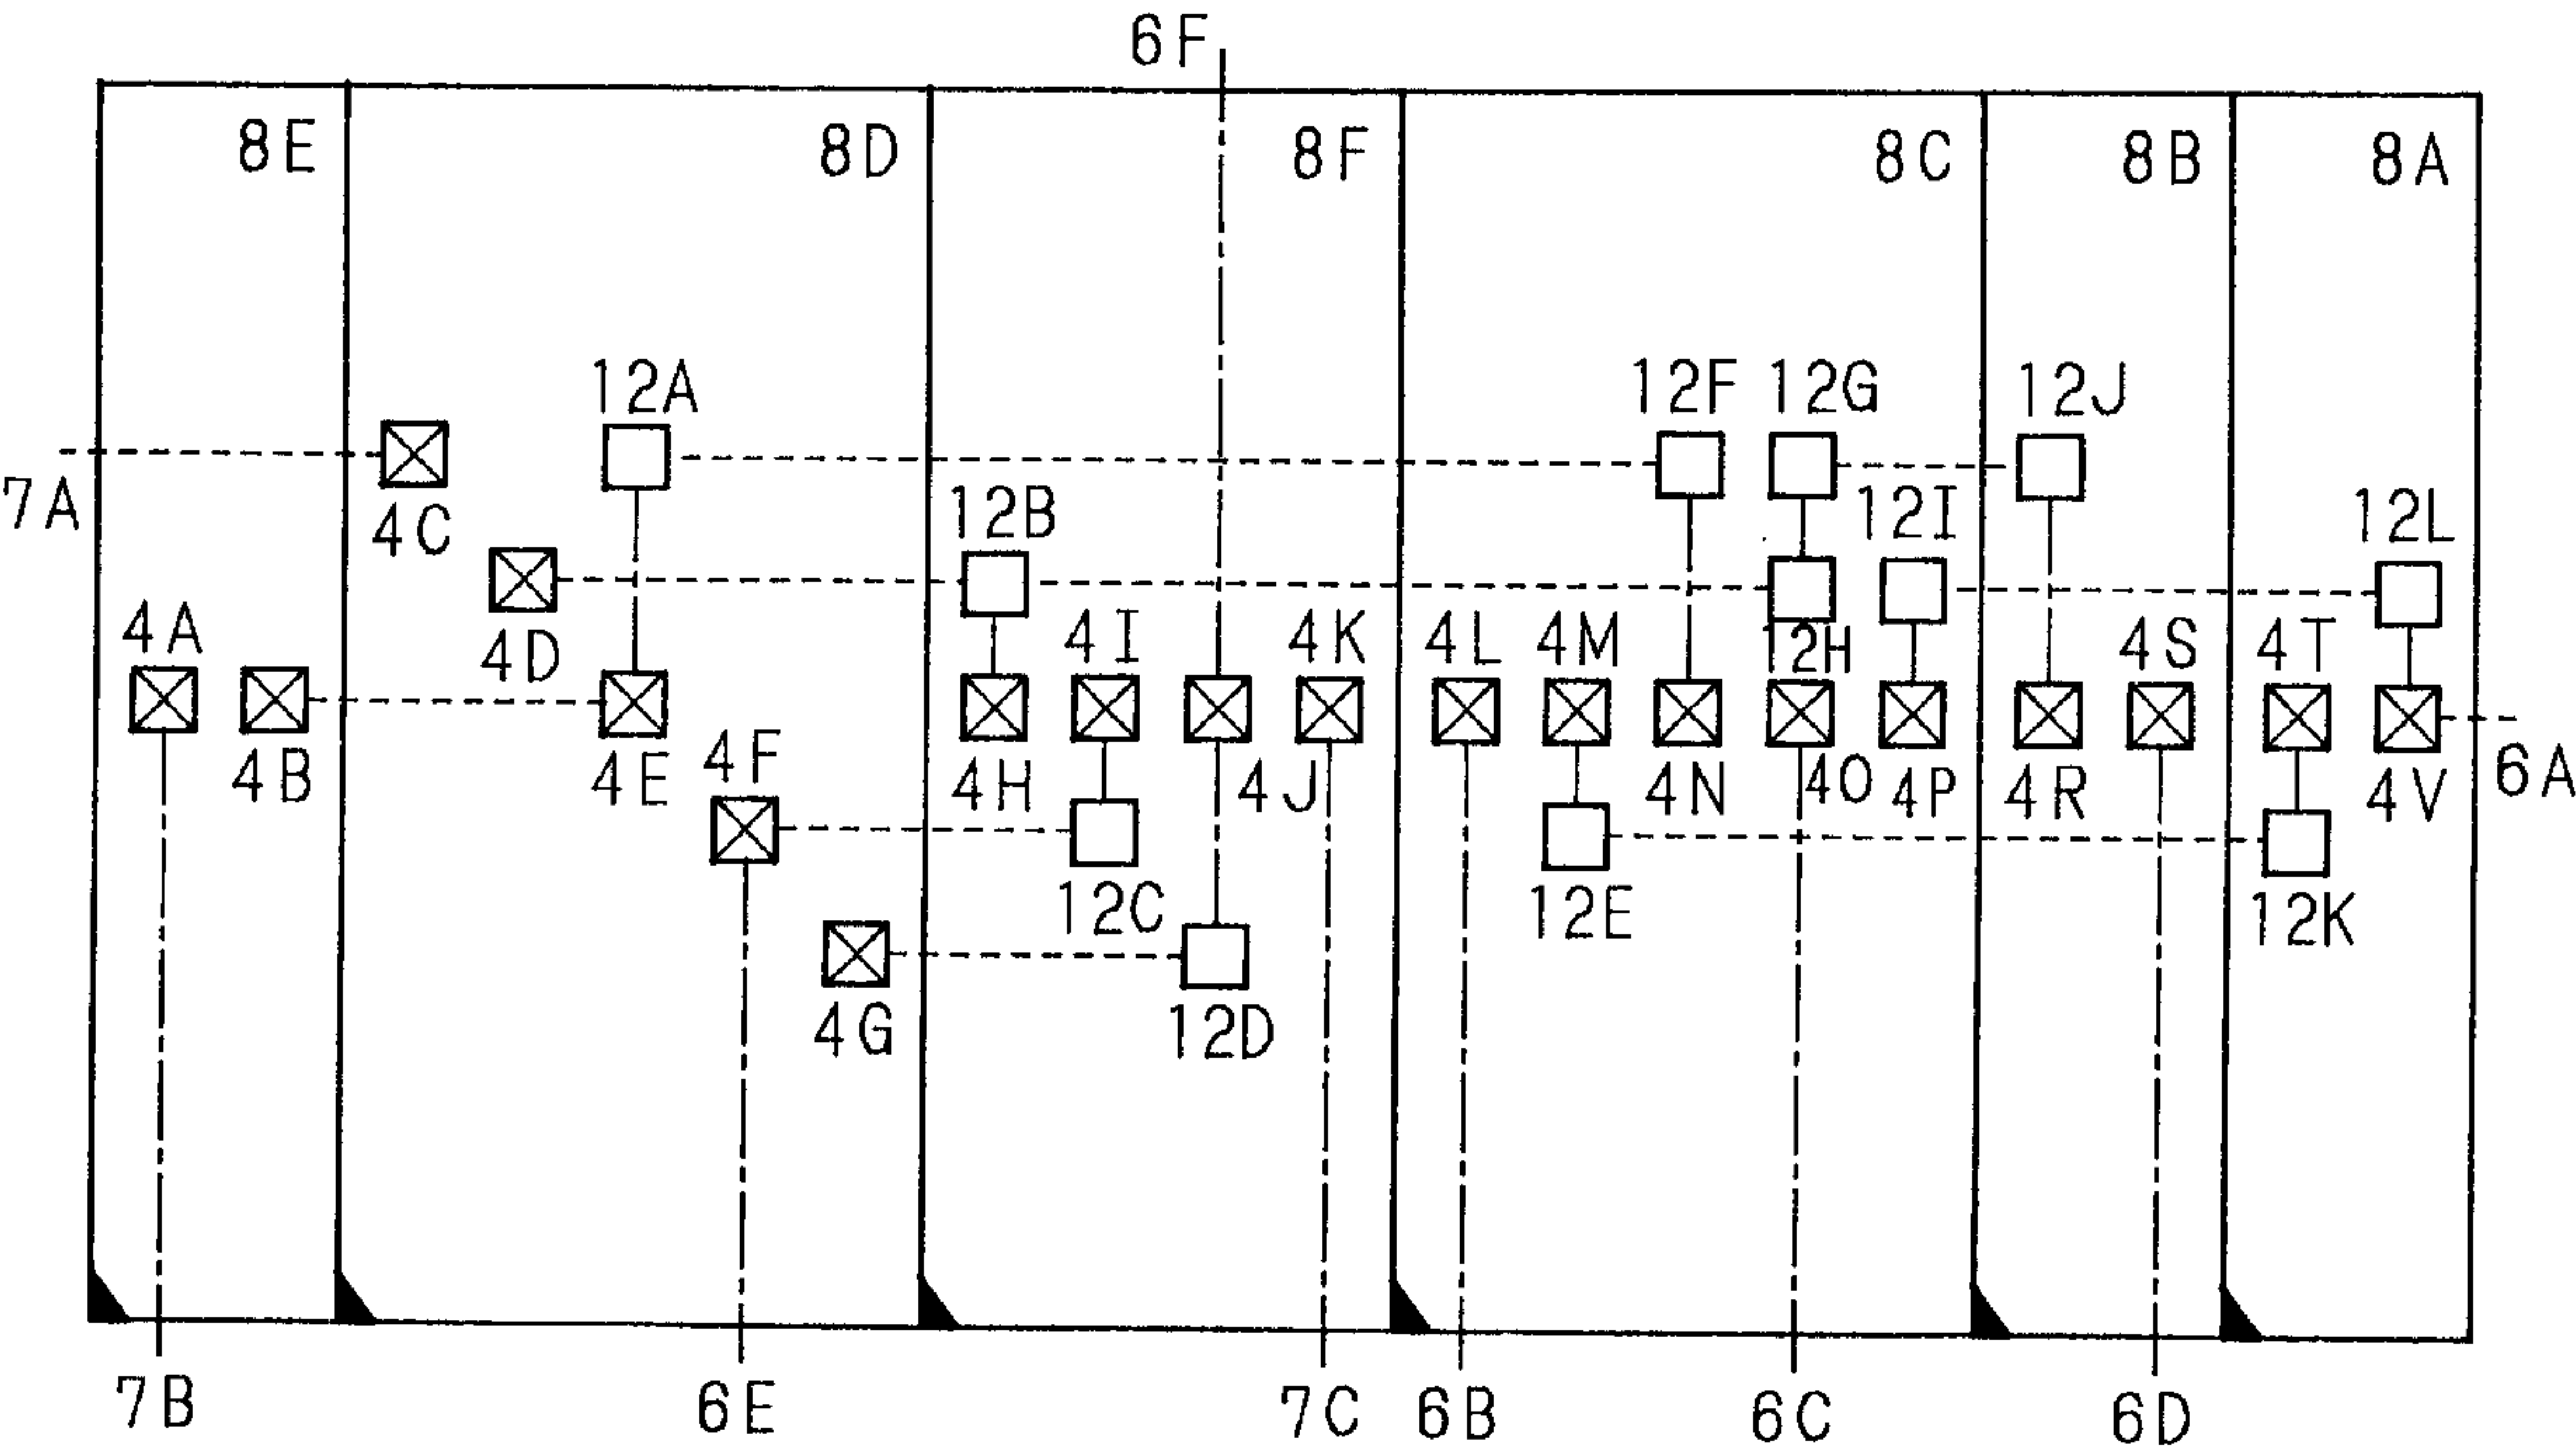 6F
8E 8D 8F 8C 8B 8A
12A 12F 12G 12J
7A 4C 12B 12I 12L
4A 4D 4I 4K 4L 4M 12H 4S 4T
4B 4E 4F 4H 4J 4N 4O 4P 4R 4V 6A
12C 12E 12K
4G 12D
7B 6E 7C 6B 6C 6D